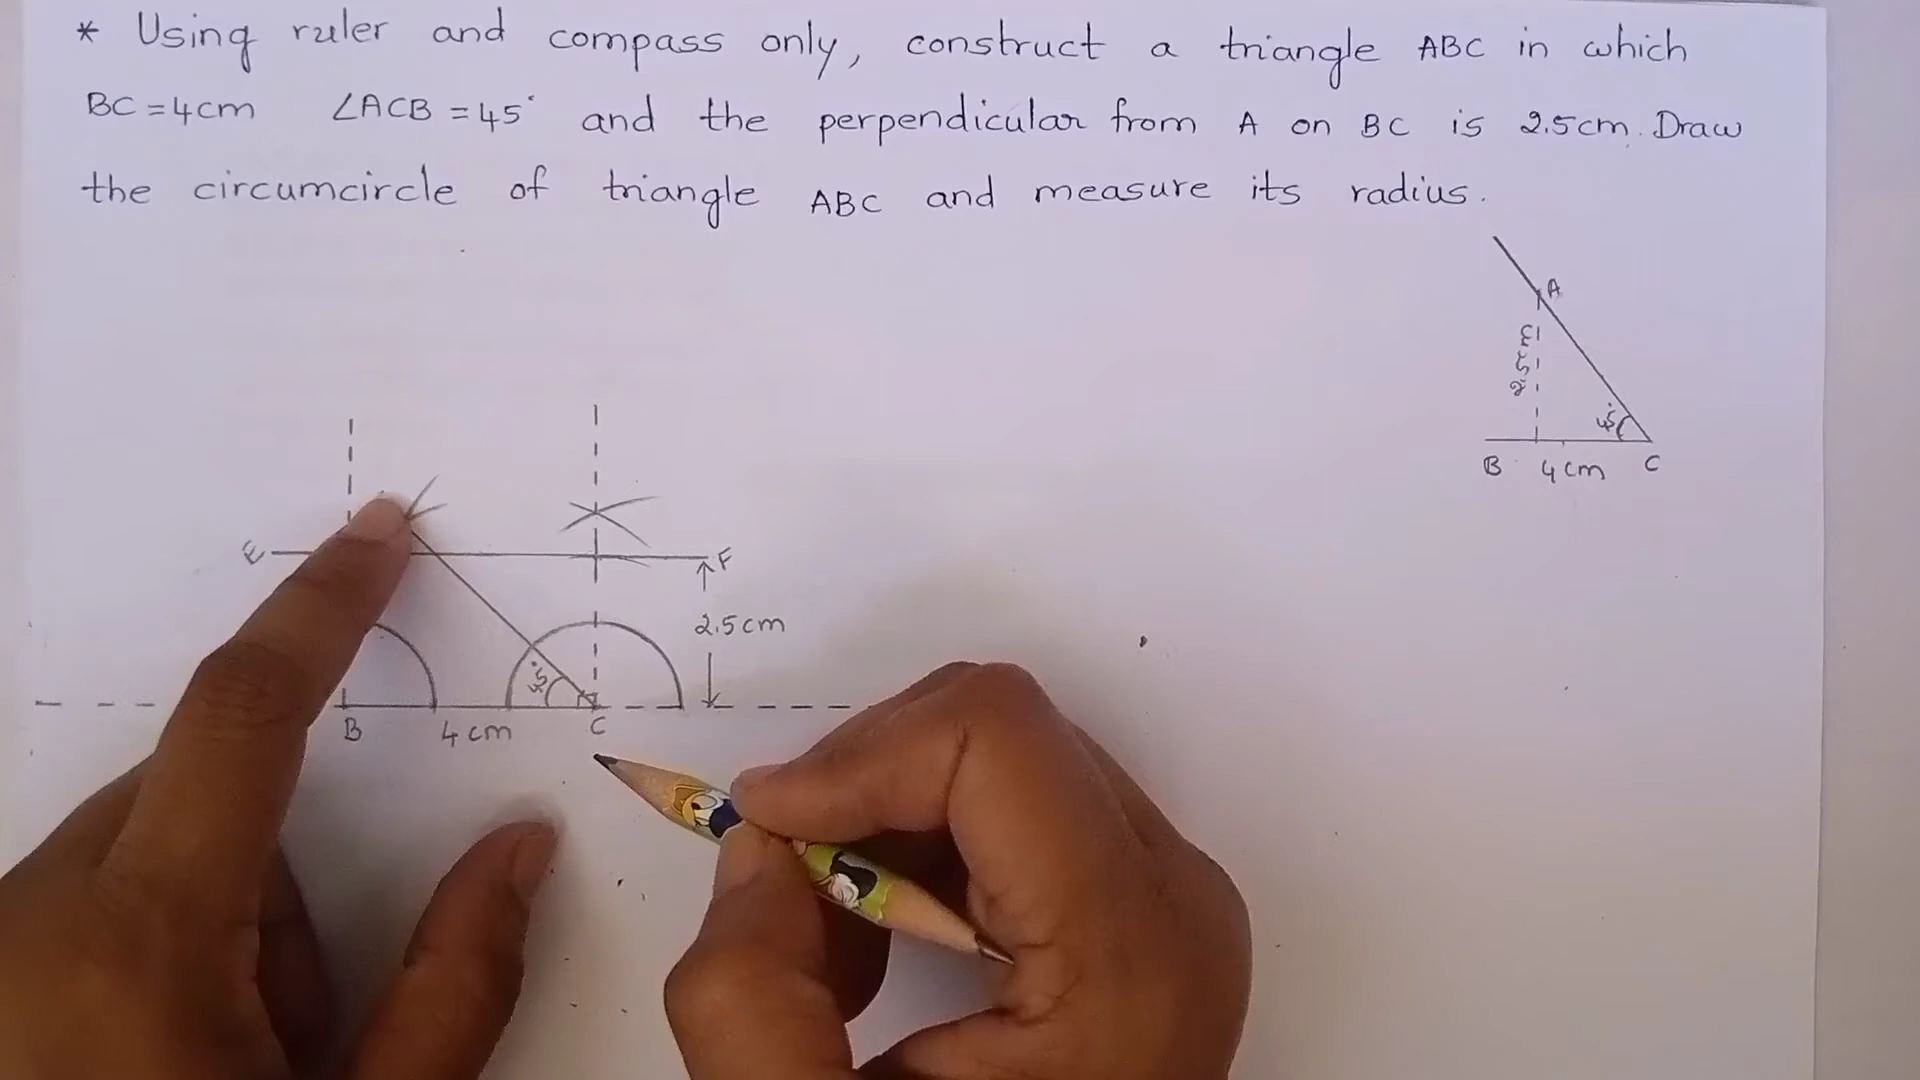 * Using ruler and compass only, construct a triangle ABC in which
BC = 4cm ∠ACB = 45° and the perpendicular from A on BC is 2.5cm. Draw
the circumcircle of triangle ABC and measure its radius.
A
2.5cm
45°
B 4cm C
E F
2.5cm
45°
B 4cm C